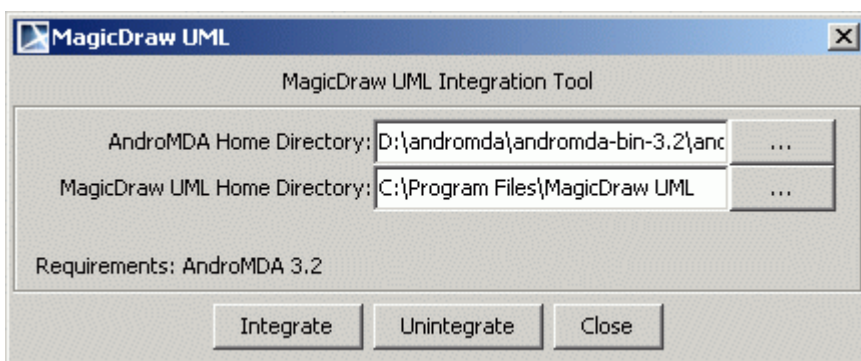 MagicDraw UML
MagicDraw UML Integration Tool
AndroMDA Home Directory: D:\andromda\andromda-bin-3.2\and ...
MagicDraw UML Home Directory: C:\Program Files\MagicDraw UML ...
Requirements: AndroMDA 3.2
Integrate Unintegrate Close